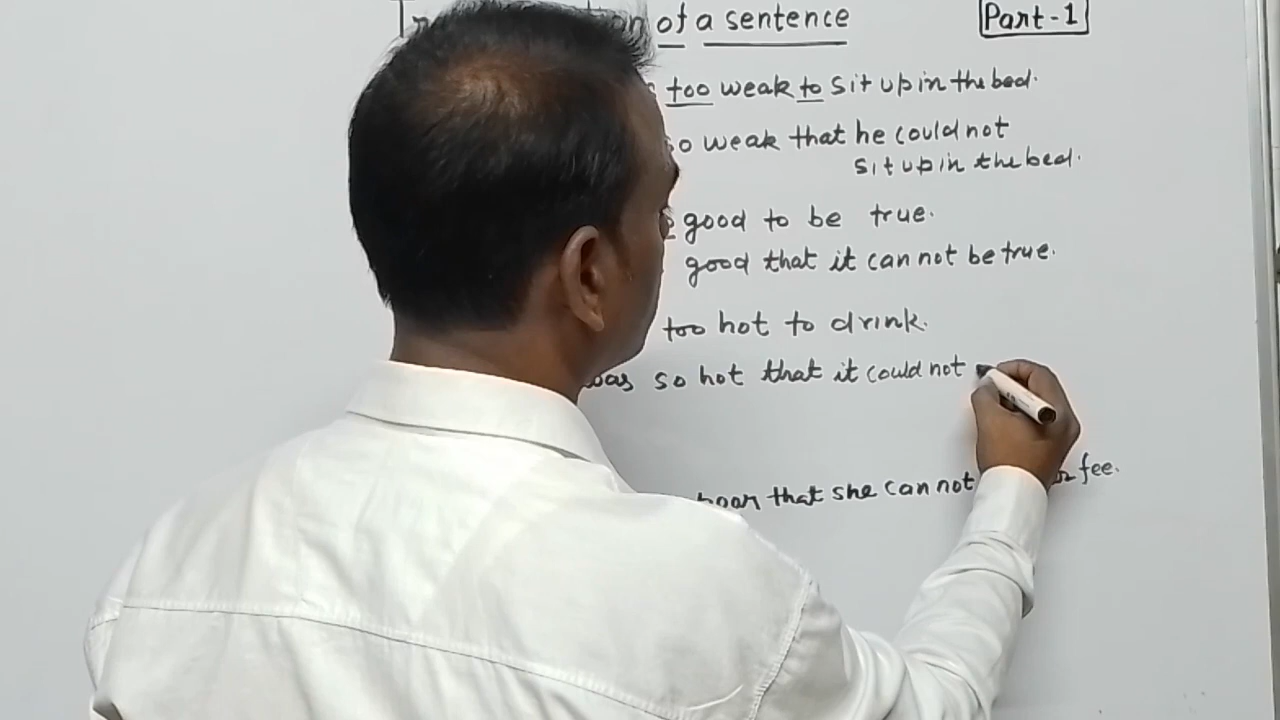 of a sentence
Part-1
too weak to sit up in the bed.
so weak that he could not
sit up in the bed.
good to be true.
good that it can not be true.
too hot to drink.
was so hot that it could not
poor that she can not
fee.